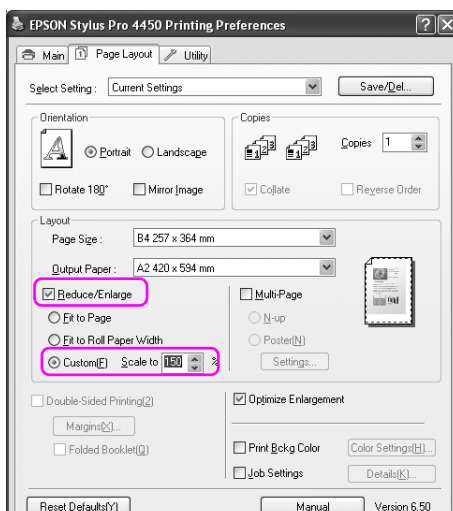 EPSON Stylus Pro 4450 Printing Preferences
Main Page Layout Utility
Select Setting : Current Settings Save/Del...
Orientation Copies
Portrait Landscape Copies 1
Rotate 180° Mirror Image Collate Reverse Order
Layout
Page Size : B4 257 x 364 mm
Output Paper : A2 420 x 594 mm
Reduce/Enlarge Multi-Page
Fit to Page N-up
Fit to Roll Paper Width Poster(N)
Custom(F) Scale to 150 % Settings...
Double-Sided Printing(2) Optimize Enlargement
Margins(X)...
Folded Booklet(Q) Print Bckg Color Color Settings(H)...
Job Settings Details(K)...
Reset Defaults(Y) Manual Version 6.50